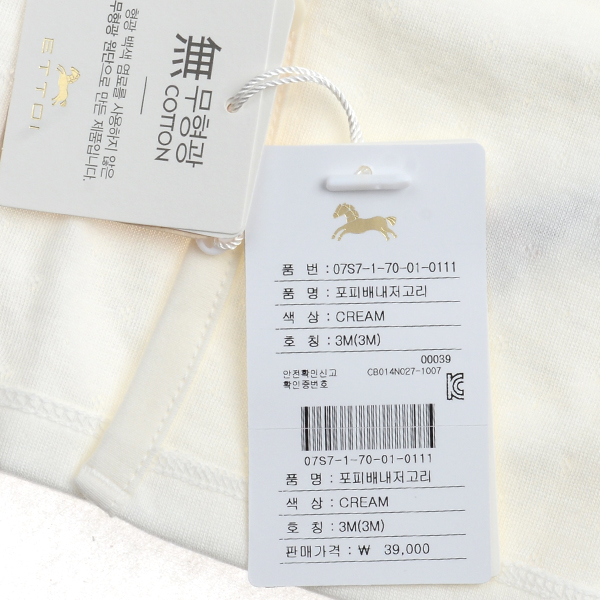 ETTOI
無 무형광
COTTON
형광 백색 염료를 사용하지 않은
무형광 원단으로 만든 제품입니다.
품 번 : 07S7-1-70-01-0111
품 명 : 포피배내저고리
색 상 : CREAM
호 칭 : 3M(3M)
00039
안전확인신고
확인증번호 CB014N027-1007
07S7-1-70-01-0111
품 명 : 포피배내저고리
색 상 : CREAM
호 칭 : 3M(3M)
판매가격 : ₩ 39,000